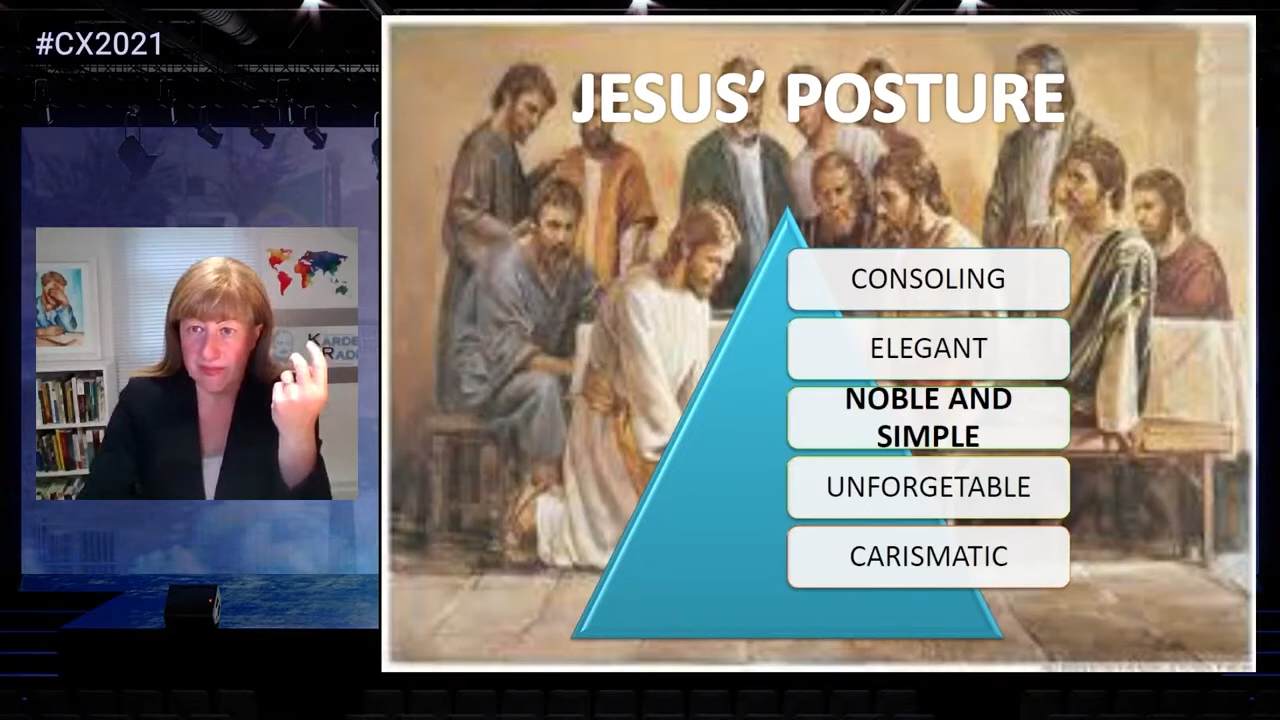 #CX2021
JESUS’ POSTURE
CONSOLING
ELEGANT
NOBLE AND
SIMPLE
UNFORGETABLE
CARISMATIC